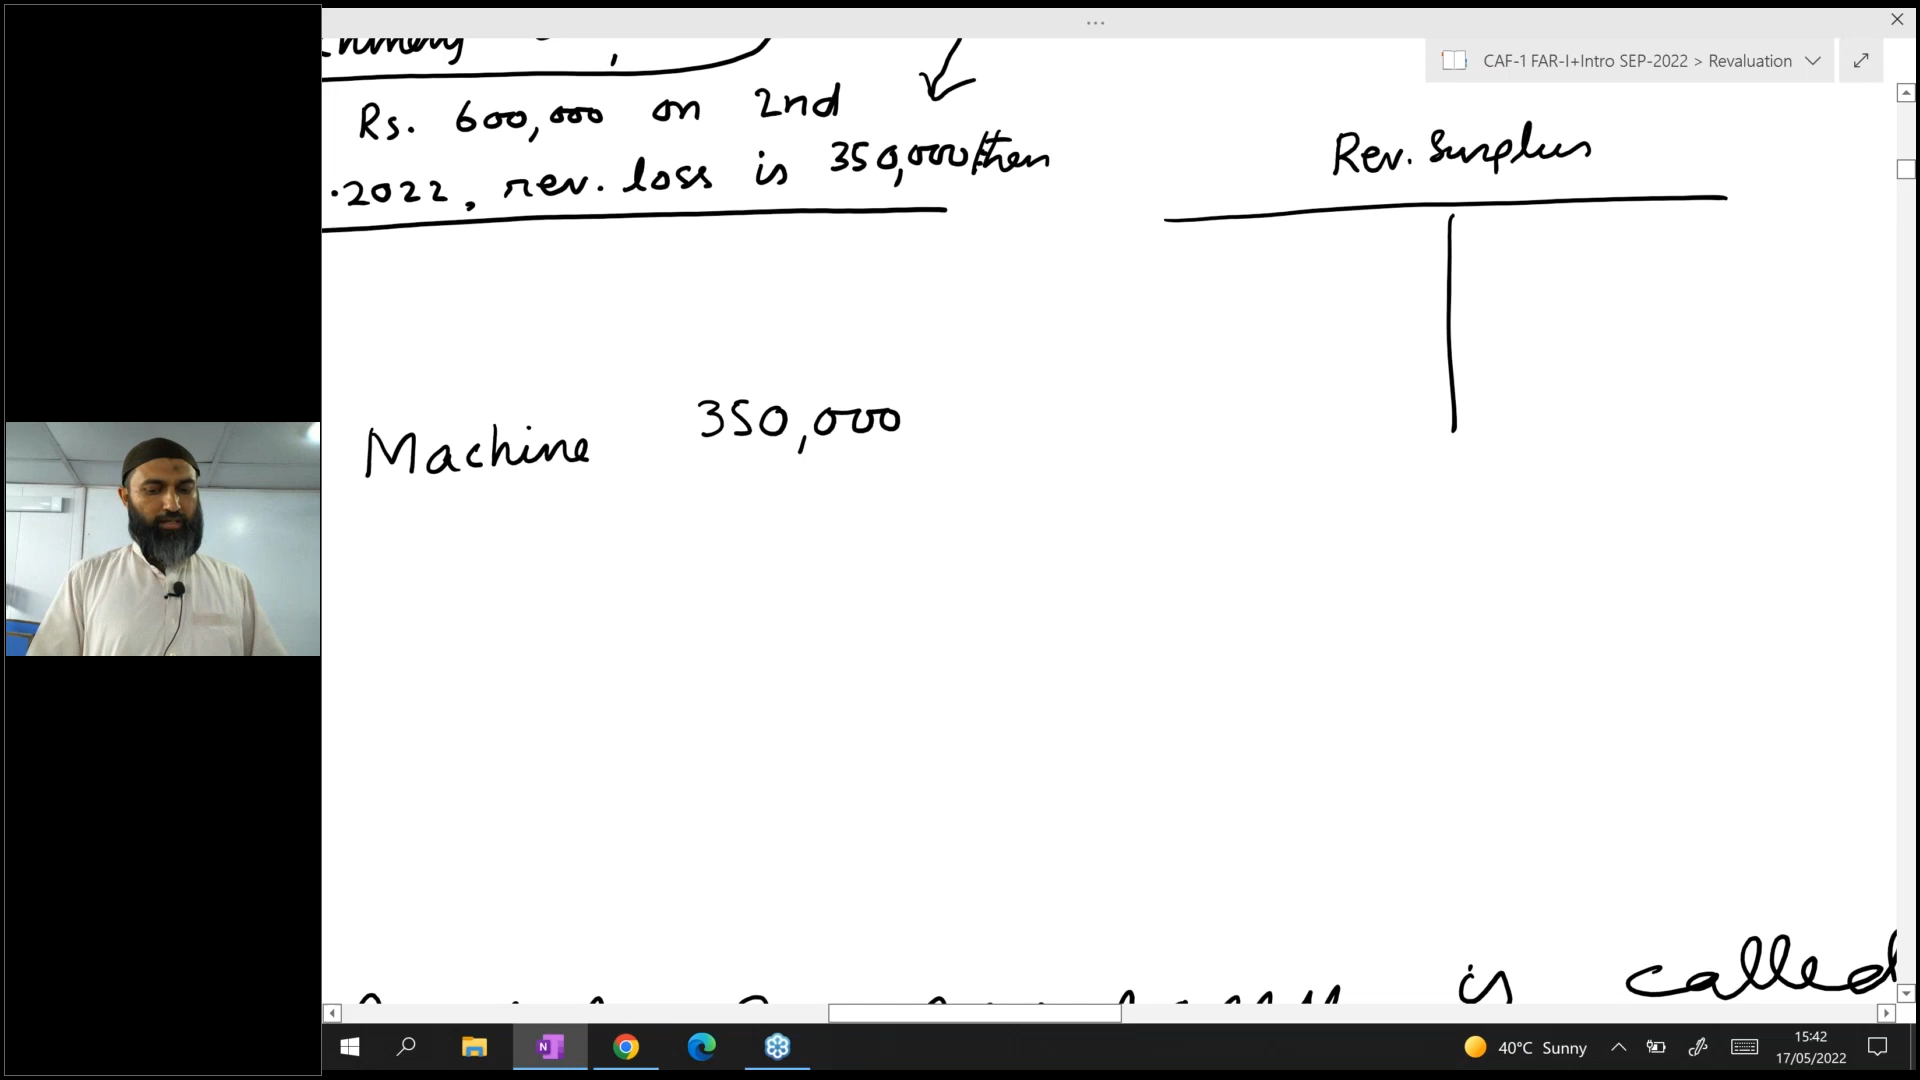 CAF-1 FAR-I+Intro SEP-2022 > Revaluation
Rs. 600,000 on 2nd
.2022, rev. loss is 350,000/then
Rev. Surplus
Machine 350,000
is called
40°C Sunny
15:42
17/05/2022